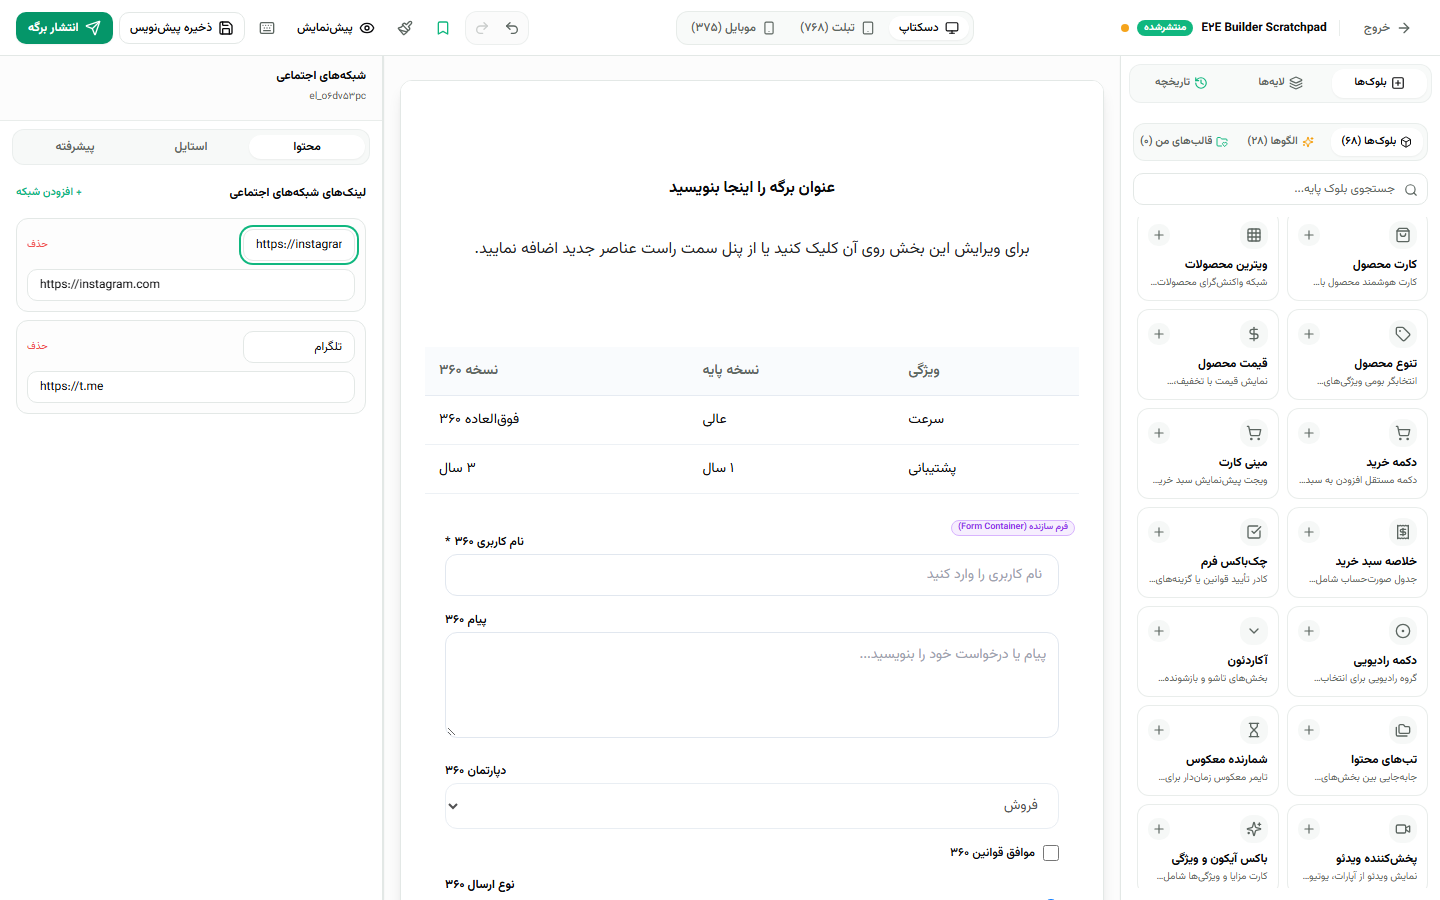 خروج
E2E Builder Scratchpad
منتشرشده
دسکتاپ
تبلت (۷۶۸)
موبایل (۳۷۵)
پیش‌نمایش
ذخیره پیش‌نویس
انتشار برگه
بلوک‌ها
لایه‌ها
تاریخچه
بلوک‌ها (۶۸)
الگوها (۲۸)
قالب‌های من (۰)
جستجوی بلوک پایه...
کارت محصول
کارت هوشمند محصول با...
ویترین محصولات
شبکه واکنش‌گرای محصولات...
تنوع محصول
انتخابگر بومی ویژگی‌های...
قیمت محصول
نمایش قیمت با تخفیف،...
دکمه خرید
دکمه مستقل افزودن به سبد...
مینی کارت
ویجت پیش‌نمایش سبد خرید...
خلاصه سبد خرید
جدول صورت‌حساب شامل...
چک‌باکس فرم
کادر تأیید قوانین یا گزینه‌های...
دکمه رادیویی
گروه رادیویی برای انتخاب...
آکاردئون
بخش‌های تاشو و بازشونده...
تب‌های محتوا
جابه‌جایی بین بخش‌های...
شمارنده معکوس
تایمر معکوس زمان‌دار برای...
پخش‌کننده ویدئو
نمایش ویدئو از آپارات، یوتیو...
باکس آیکون و ویژگی
کارت مزایا و ویژگی‌ها شامل...
عنوان برگه را اینجا بنویسید
برای ویرایش این بخش روی آن کلیک کنید یا از پنل سمت راست عناصر جدید اضافه نمایید.
ویژگی
نسخه پایه
نسخه ۳۶۰
سرعت
عالی
فوق‌العاده ۳۶۰
پشتیبانی
۱ سال
۳ سال
فرم سازنده (Form Container)
نام کاربری ۳۶۰ *
نام کاربری را وارد کنید
پیام ۳۶۰
پیام یا درخواست خود را بنویسید...
دپارتمان ۳۶۰
فروش
موافق قوانین ۳۶۰
نوع ارسال ۳۶۰
شبکه‌های اجتماعی
el_o۶dv۵۳pc
محتوا
استایل
پیشرفته
لینک‌های شبکه‌های اجتماعی
+ افزودن شبکه
https://instagrar
حذف
https://instagram.com
تلگرام
حذف
https://t.me